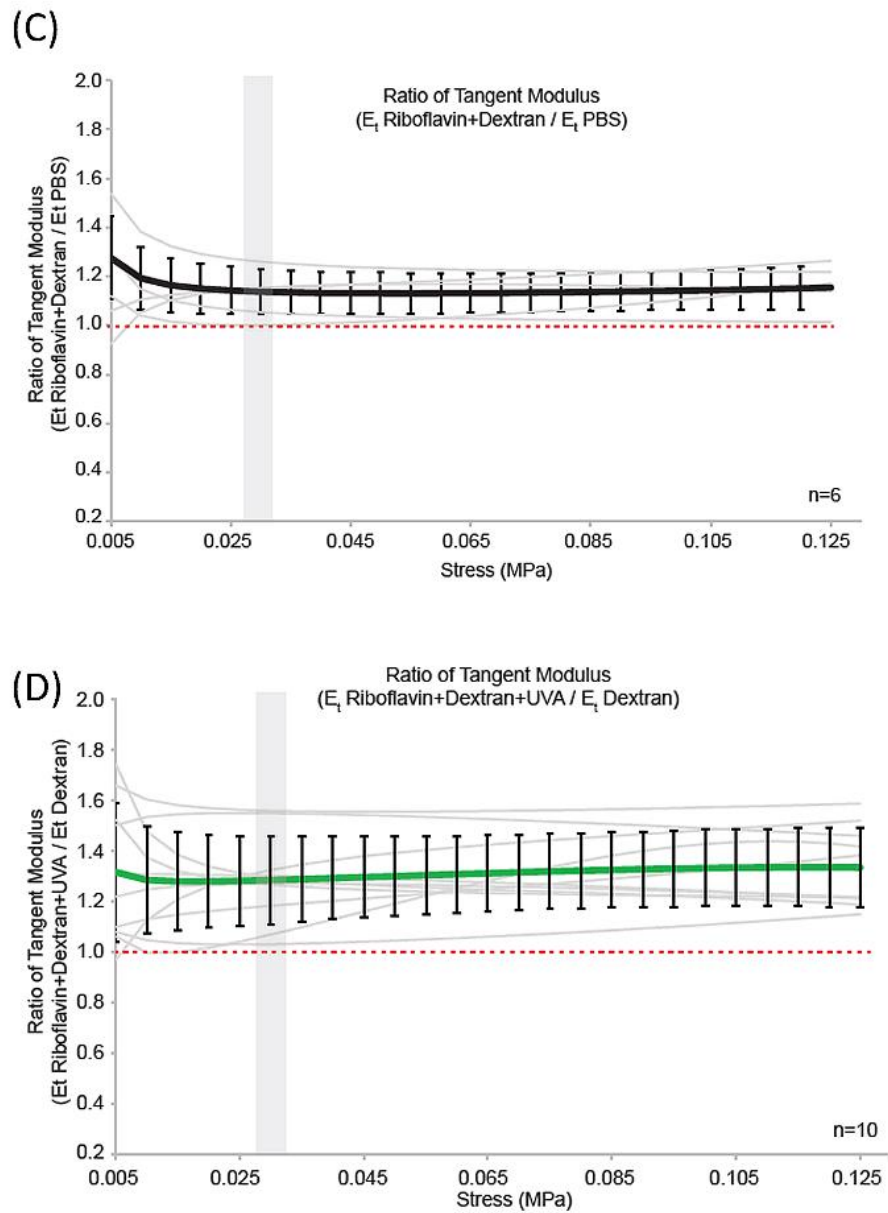 (C)
Ratio of Tangent Modulus
(Et Riboflavin+Dextran / Et PBS)
Ratio of Tangent Modulus
(Et Riboflavin+Dextran / Et PBS)
2.0
1.8
1.6
1.4
1.2
1.0
0.8
0.6
0.4
0.2
n=6
0.005
0.025
0.045
0.065
0.085
0.105
0.125
Stress (MPa)
(D)
Ratio of Tangent Modulus
(Et Riboflavin+Dextran+UVA / Et Dextran)
Ratio of Tangent Modulus
(Et Riboflavin+Dextran+UVA / Et Dextran)
2.0
1.8
1.6
1.4
1.2
1.0
0.8
0.6
0.4
0.2
n=10
0.005
0.025
0.045
0.065
0.085
0.105
0.125
Stress (MPa)